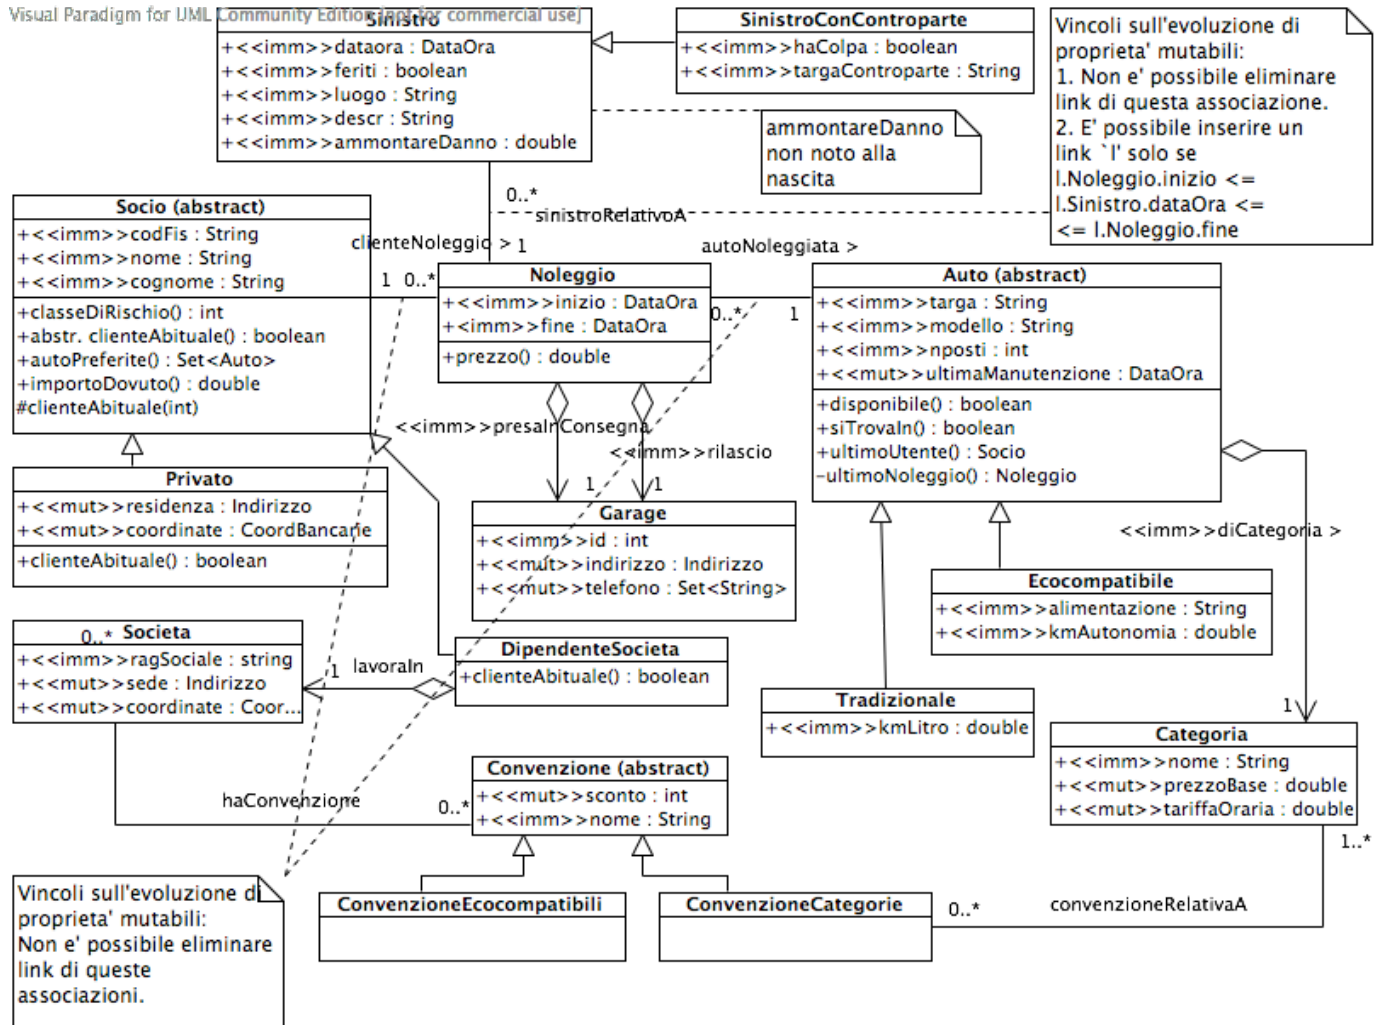 Visual Paradigm for UML Community Edition [not for commercial use]
Sinistro
+<<imm>>dataora : DataOra
+<<imm>>feriti : boolean
+<<imm>>luogo : String
+<<imm>>descr : String
+<<imm>>ammontareDanno : double
SinistroConControparte
+<<imm>>haColpa : boolean
+<<imm>>targaControparte : String
Vincoli sull'evoluzione di
proprieta' mutabili:
1. Non e' possibile eliminare
link di questa associazione.
2. E' possibile inserire un
link `l' solo se
l.Noleggio.inizio <=
l.Sinistro.dataOra <=
<= l.Noleggio.fine
ammontareDanno
non noto alla
nascita
0..*
sinistroRelativoA
1
Socio (abstract)
+<<imm>>codFis : String
+<<imm>>nome : String
+<<imm>>cognome : String
+classeDiRischio() : int
+abstr. clienteAbituale() : boolean
+autoPreferite() : Set<Auto>
+importoDovuto() : double
#clienteAbituale(int)
clienteNoleggio >
1
0..*
Noleggio
+<<imm>>inizio : DataOra
+<imm>>fine : DataOra
+prezzo() : double
autoNoleggiata >
0..*
1
Auto (abstract)
+<<imm>>targa : String
+<<imm>>modello : String
+<<imm>>nposti : int
+<<mut>>ultimaManutenzione : DataOra
+disponibile() : boolean
+siTrovaIn() : boolean
+ultimoUtente() : Socio
-ultimoNoleggio() : Noleggio
<<imm>>presaInConsegna
<<imm>>rilascio
1
1
Privato
+<<mut>>residenza : Indirizzo
+<<mut>>coordinate : CoordBancarie
+clienteAbituale() : boolean
Garage
+<<imm>>id : int
+<<mut>>indirizzo : Indirizzo
+<<mut>>telefono : Set<String>
<<imm>>diCategoria >
1
Ecocompatibile
+<<imm>>alimentazione : String
+<<imm>>kmAutonomia : double
Societa
0..*
+<<imm>>ragSociale : string
+<<mut>>sede : Indirizzo
+<<mut>>coordinate : Coor...
1
lavoraIn
DipendenteSocieta
+clienteAbituale() : boolean
Tradizionale
+<<imm>>kmLitro : double
Categoria
+<<imm>>nome : String
+<<mut>>prezzoBase : double
+<<mut>>tariffaOraria : double
1..*
haConvenzione
0..*
Convenzione (abstract)
+<<mut>>sconto : int
+<<imm>>nome : String
ConvenzioneEcocompatibili
ConvenzioneCategorie
0..*
convenzioneRelativaA
Vincoli sull'evoluzione di
proprieta' mutabili:
Non e' possibile eliminare
link di queste
associazioni.